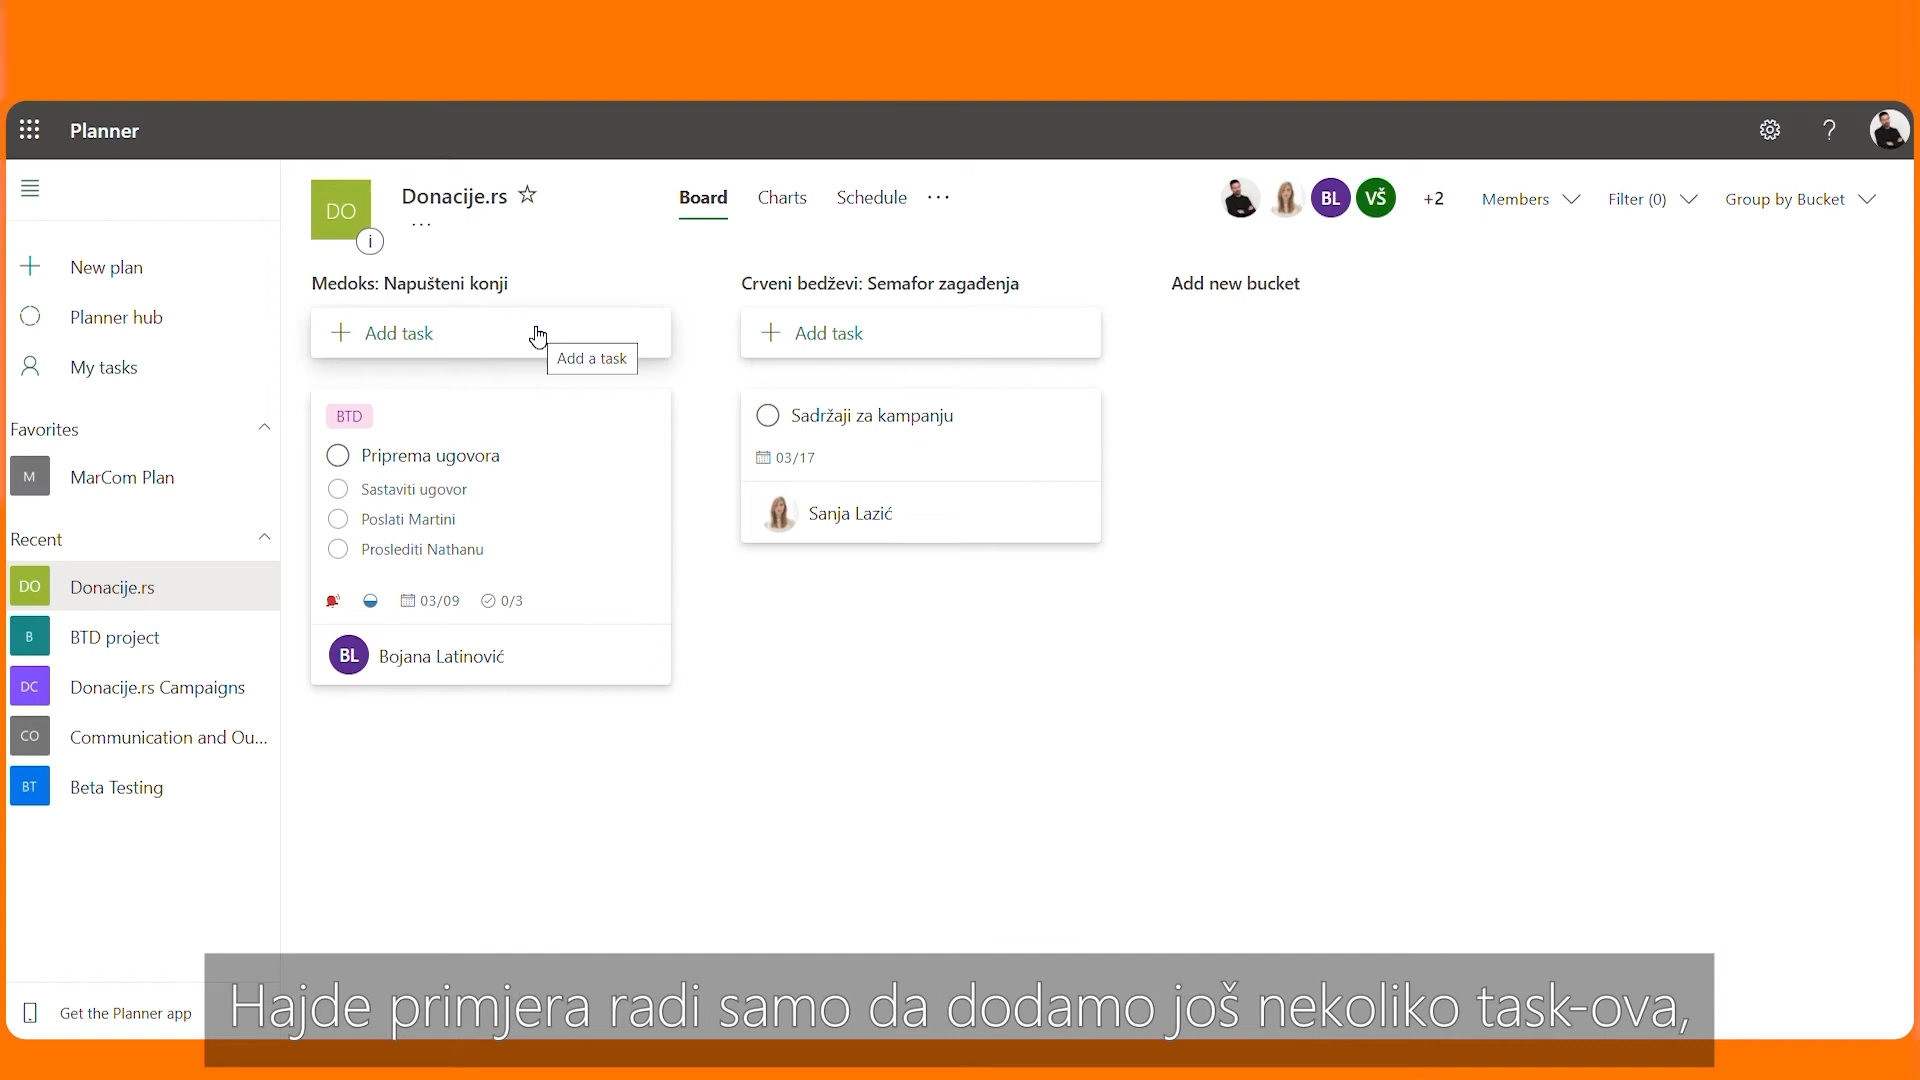 Planner
?
New plan
Planner hub
My tasks
Favorites
M MarCom Plan
Recent
DO Donacije.rs
B BTD project
DC Donacije.rs Campaigns
CO Communication and Ou...
BT Beta Testing
Get the Planner app
DO
i
Donacije.rs
...
Board Charts Schedule ...
BL VŠ +2 Members Filter (0) Group by Bucket
Medoks: Napušteni konji
Add task
Add a task
BTD
Priprema ugovora
Sastaviti ugovor
Poslati Martini
Proslediti Nathanu
03/09 0/3
BL Bojana Latinović
Crveni bedževi: Semafor zagađenja
Add task
Sadržaji za kampanju
03/17
Sanja Lazić
Add new bucket
Hajde primjera radi samo da dodamo još nekoliko task-ova,